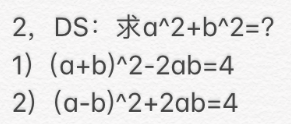 2，DS：求a^2+b^2=?
1）(a+b)^2-2ab=4
2）(a-b)^2+2ab=4